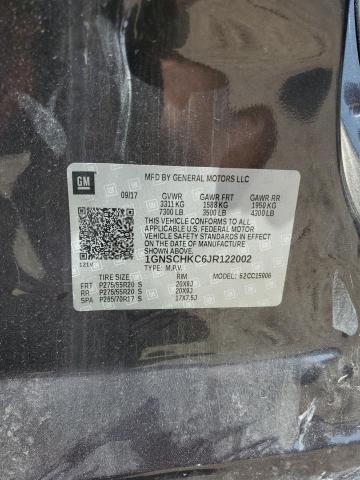 GM
MFD BY GENERAL MOTORS LLC
09/17 GVWR GAWR FRT GAWR RR
3311 KG 1588 KG 1950 KG
7300 LB 3500 LB 4300 LB
THIS VEHICLE CONFORMS TO ALL
APPLICABLE U.S. FEDERAL MOTOR
VEHICLE SAFETY STANDARDS IN
EFFECT ON THE DATE OF MANUFACTURE
SHOWN ABOVE.
1GNSCHKC6JR122002
TYPE: M.P.V. MODEL: S2CC15906
TIRE SIZE RIM
FRT P275/55R20 S 20X9J
RR P275/55R20 S 20X9J
SPA P265/70R17 S 17X7.5J